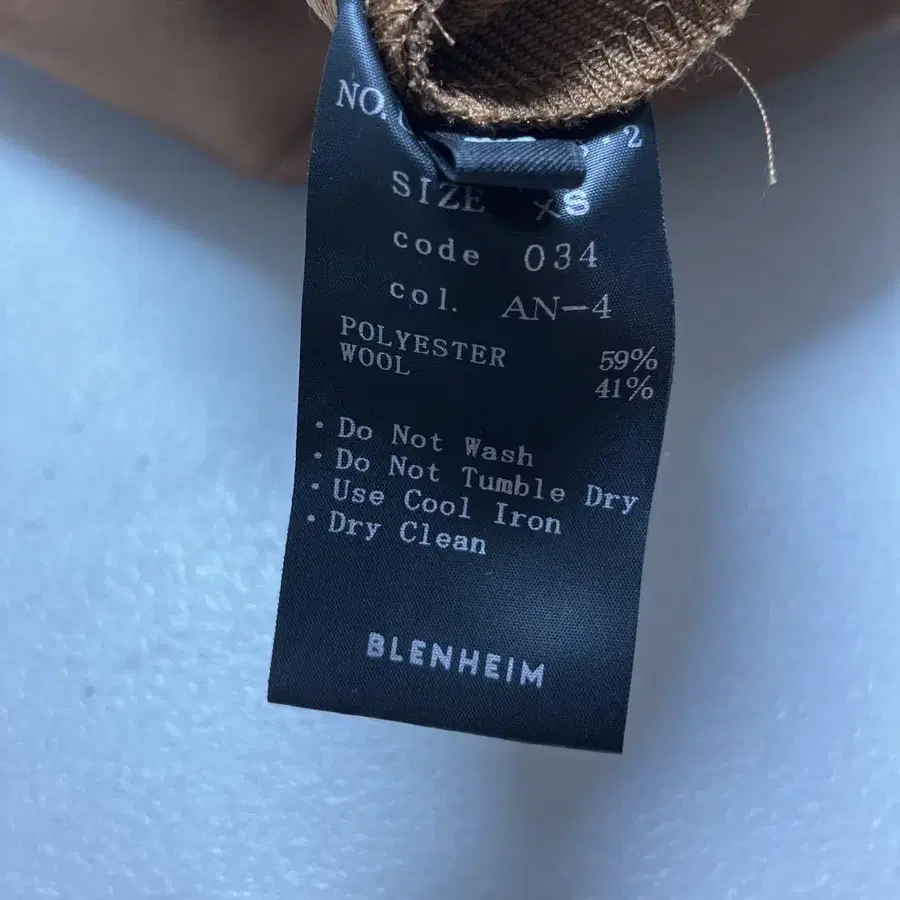 NO.
SIZE XS
code 034
col. AN-4
POLYESTER 59%
WOOL 41%
・Do Not Wash
・Do Not Tumble Dry
・Use Cool Iron
・Dry Clean
BLENHEIM